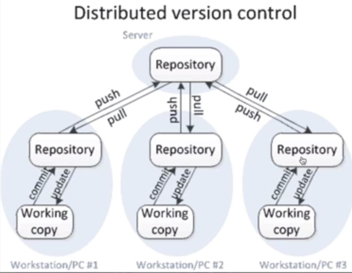 Distributed version control
Server
Repository
push
pull
push
pull
pull
push
Repository
Repository
Repository
commit
update
commit
update
commit
update
Working
copy
Working
copy
Working
copy
Workstation/PC #1
Workstation/PC #2
Workstation/PC #3